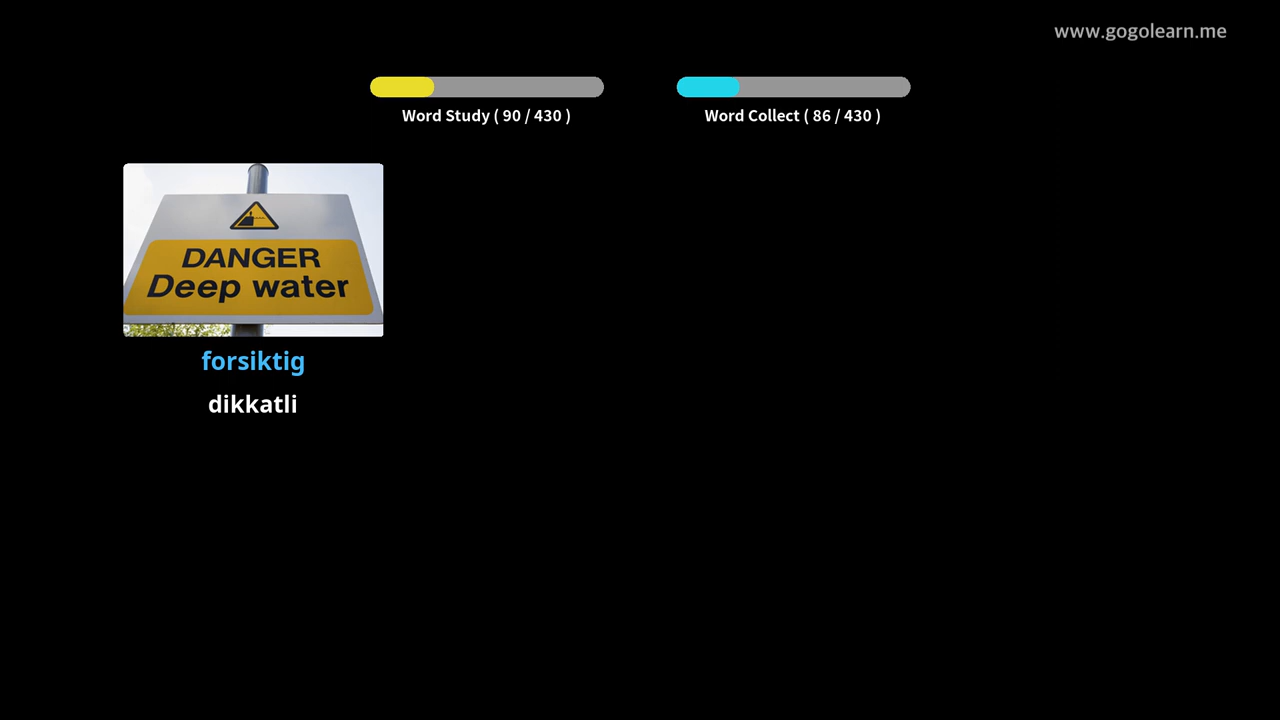 www.gogolearn.me
Word Study ( 90 / 430 )
Word Collect ( 86 / 430 )
DANGER
Deep water
forsiktig
dikkatli